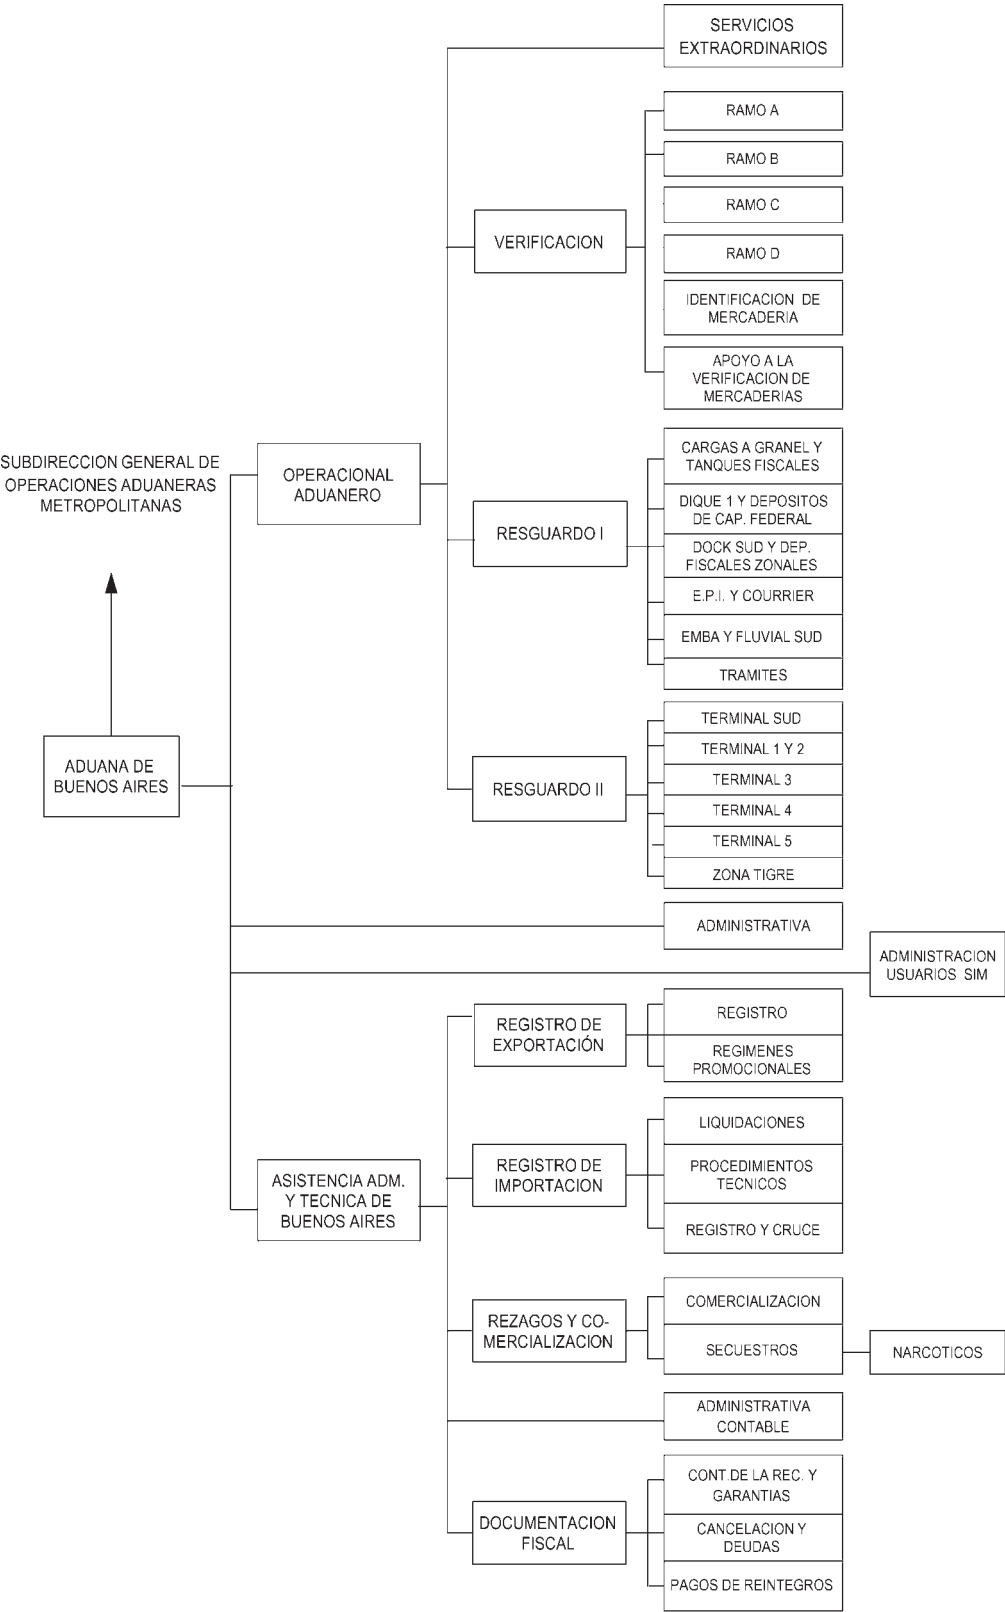 SERVICIOS
EXTRAORDINARIOS
RAMO A
RAMO B
RAMO C
VERIFICACION
RAMO D
IDENTIFICACION DE
MERCADERIA
APOYO A LA
VERIFICACION DE
MERCADERIAS
SUBDIRECCION GENERAL DE
OPERACIONES ADUANERAS
METROPOLITANAS
OPERACIONAL
ADUANERO
CARGAS A GRANEL Y
TANQUES FISCALES
DIQUE 1 Y DEPOSITOS
DE CAP. FEDERAL
RESGUARDO I
DOCK SUD Y DEP.
FISCALES ZONALES
E.P.I. Y COURRIER
EMBA Y FLUVIAL SUD
TRAMITES
ADUANA DE
BUENOS AIRES
TERMINAL SUD
TERMINAL 1 Y 2
RESGUARDO II
TERMINAL 3
TERMINAL 4
TERMINAL 5
ZONA TIGRE
ADMINISTRATIVA
ADMINISTRACION
USUARIOS SIM
REGISTRO DE
EXPORTACIÓN
REGISTRO
REGIMENES
PROMOCIONALES
ASISTENCIA ADM.
Y TECNICA DE
BUENOS AIRES
REGISTRO DE
IMPORTACION
LIQUIDACIONES
PROCEDIMIENTOS
TECNICOS
REGISTRO Y CRUCE
REZAGOS Y CO-
MERCIALIZACION
COMERCIALIZACION
SECUESTROS
NARCOTICOS
ADMINISTRATIVA
CONTABLE
DOCUMENTACION
FISCAL
CONT.DE LA REC. Y
GARANTIAS
CANCELACION Y
DEUDAS
PAGOS DE REINTEGROS